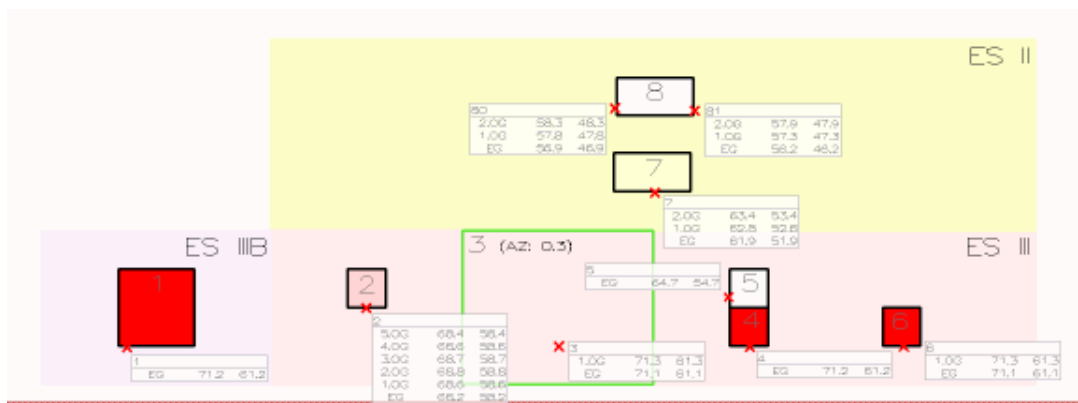 ES II
8
80
2.OG 58.3 48.3
1.OG 57.8 47.8
EG 56.9 46.9
81
2.OG 57.9 47.9
1.OG 57.3 47.3
EG 56.2 46.2
7
7
2.OG 63.4 53.4
1.OG 62.8 52.8
EG 61.9 51.9
ES IIIB
3 (AZ: 0.3)
ES III
1
2
5
EG 64.7 54.7
5
4
6
2
5.OG 68.4 58.4
4.OG 68.6 58.6
3.OG 68.7 58.7
2.OG 68.8 58.8
1.OG 68.6 58.6
EG 68.2 58.2
3
1.OG 71.3 61.3
EG 71.1 61.1
1
EG 71.2 61.2
4
EG 71.2 61.2
6
1.OG 71.3 61.3
EG 71.1 61.1